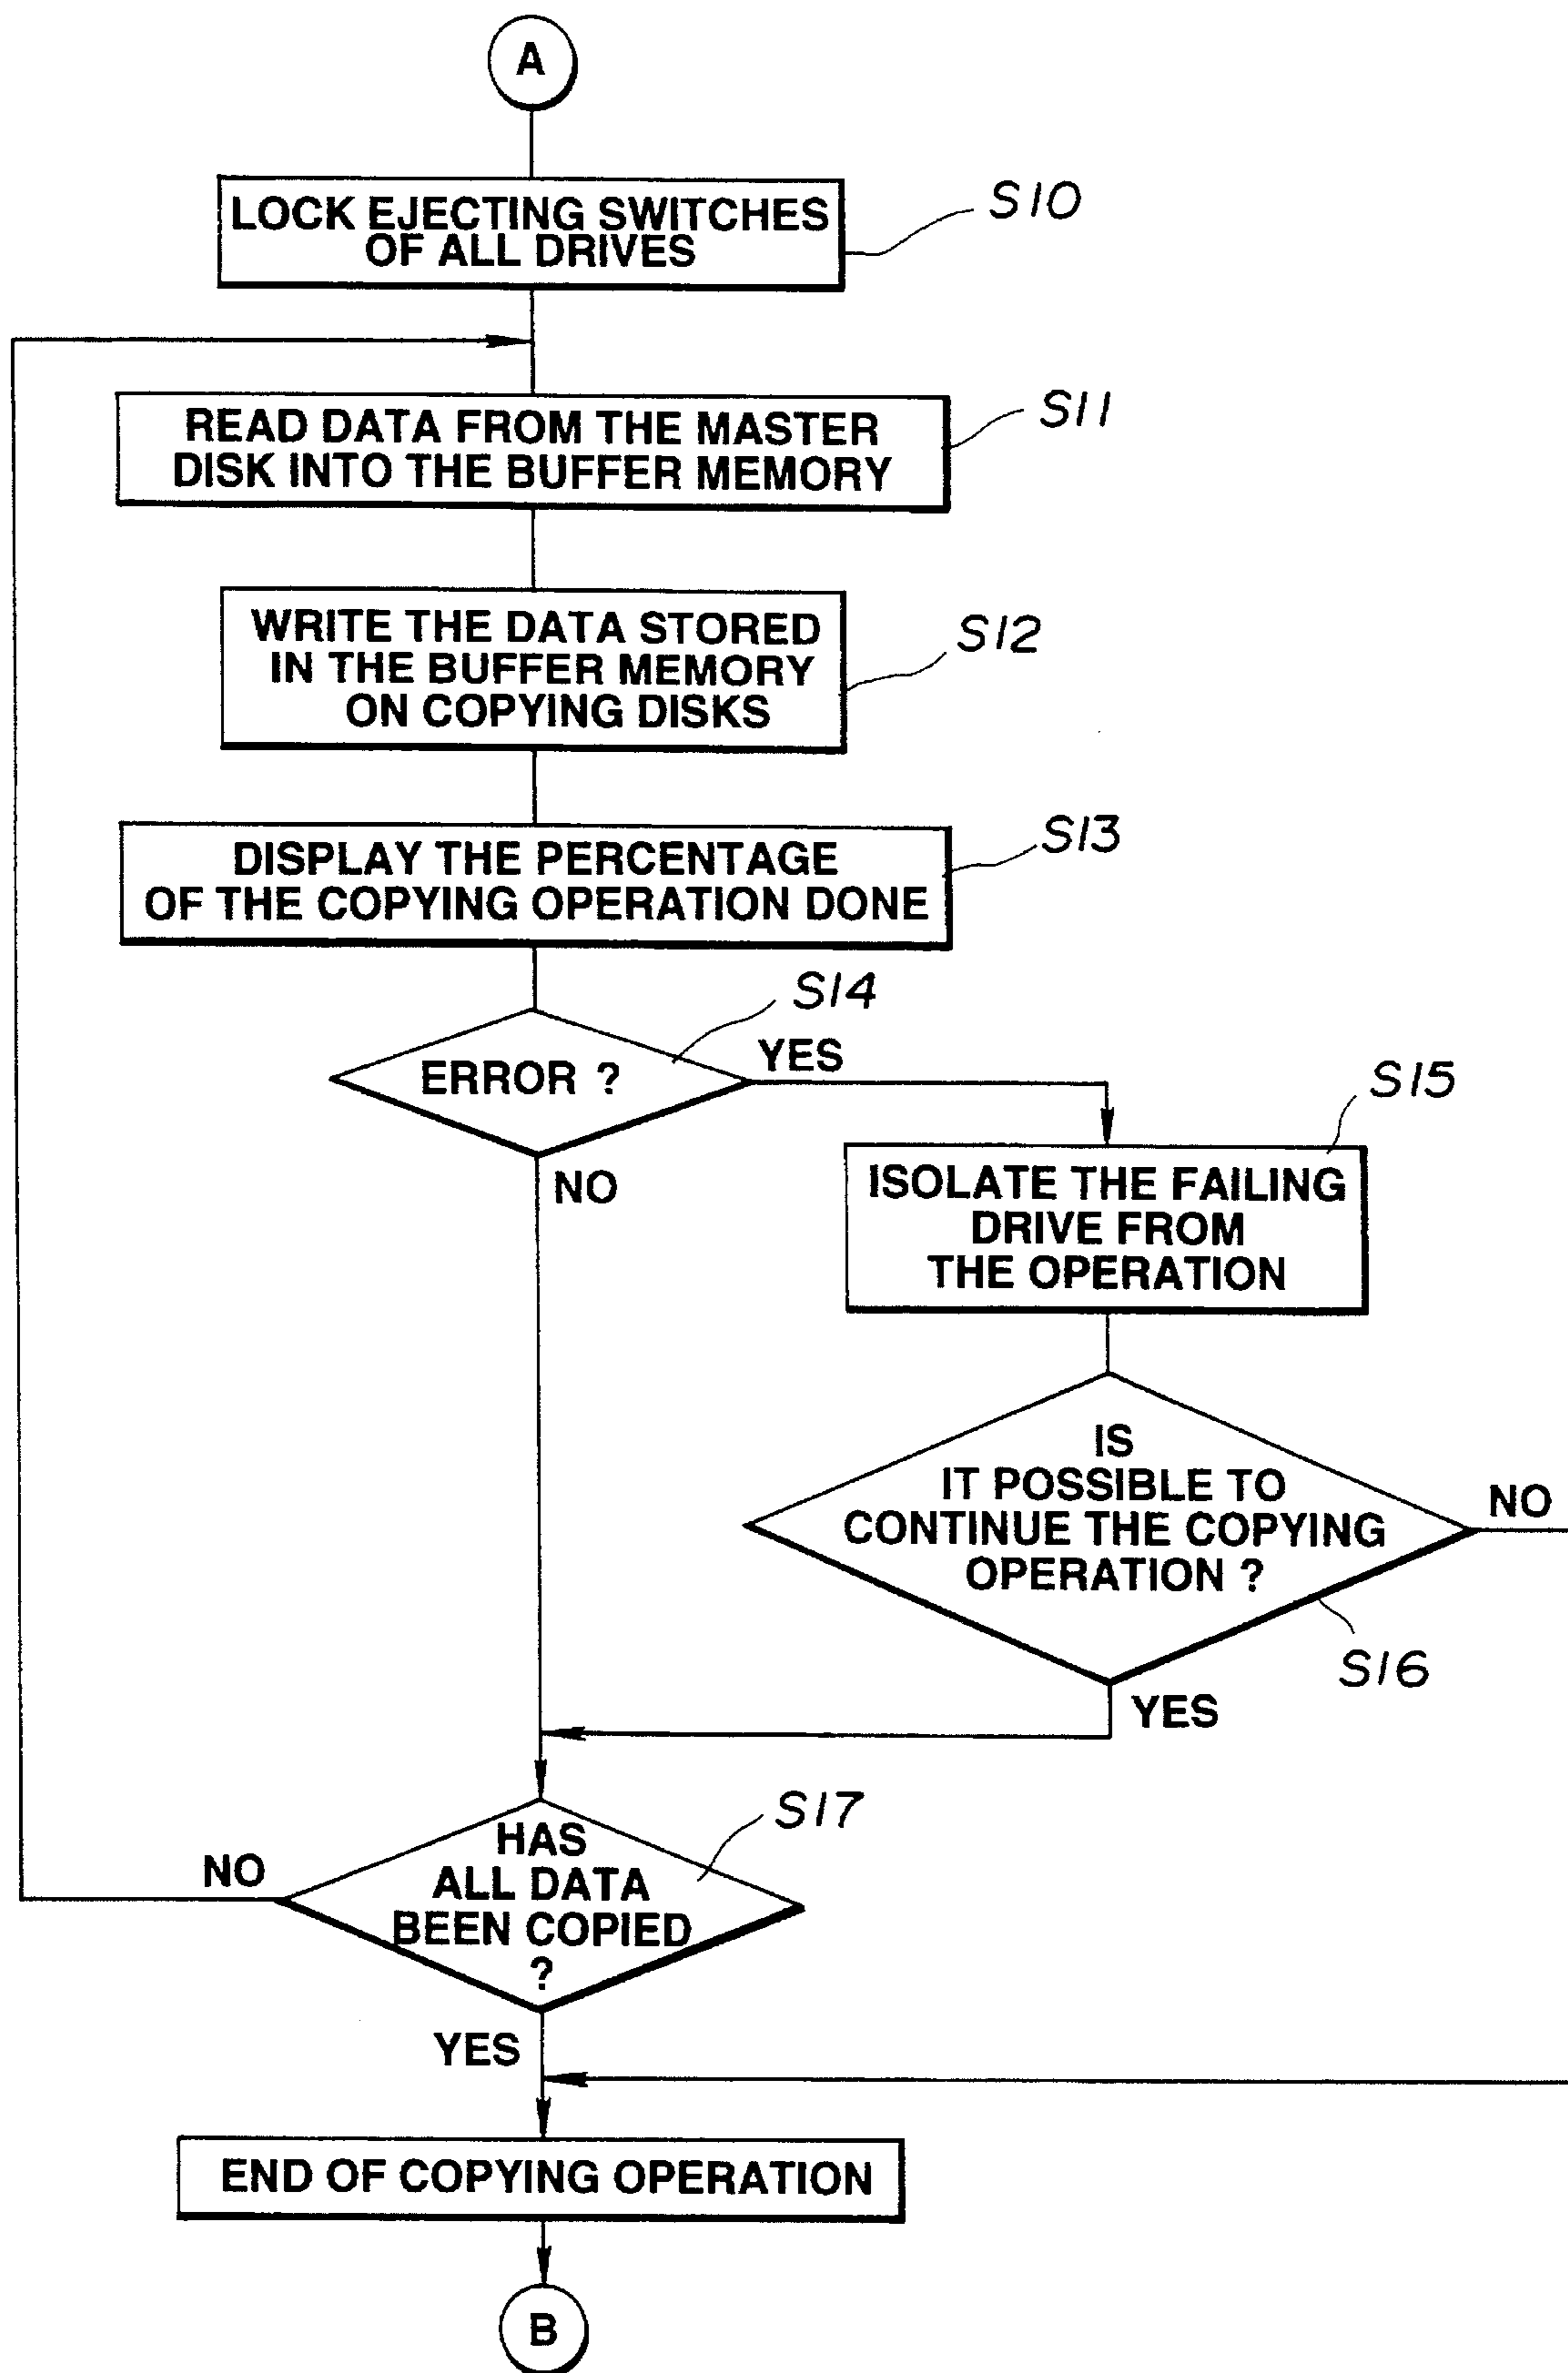 A
LOCK EJECTING SWITCHES
OF ALL DRIVES
S10
READ DATA FROM THE MASTER
DISK INTO THE BUFFER MEMORY
S11
WRITE THE DATA STORED
IN THE BUFFER MEMORY
ON COPYING DISKS
S12
DISPLAY THE PERCENTAGE
OF THE COPYING OPERATION DONE
S13
ERROR ?
S14
YES
NO
S15
ISOLATE THE FAILING
DRIVE FROM
THE OPERATION
IS
IT POSSIBLE TO
CONTINUE THE COPYING
OPERATION ?
NO
S16
YES
HAS
ALL DATA
BEEN COPIED
?
S17
NO
YES
END OF COPYING OPERATION
B